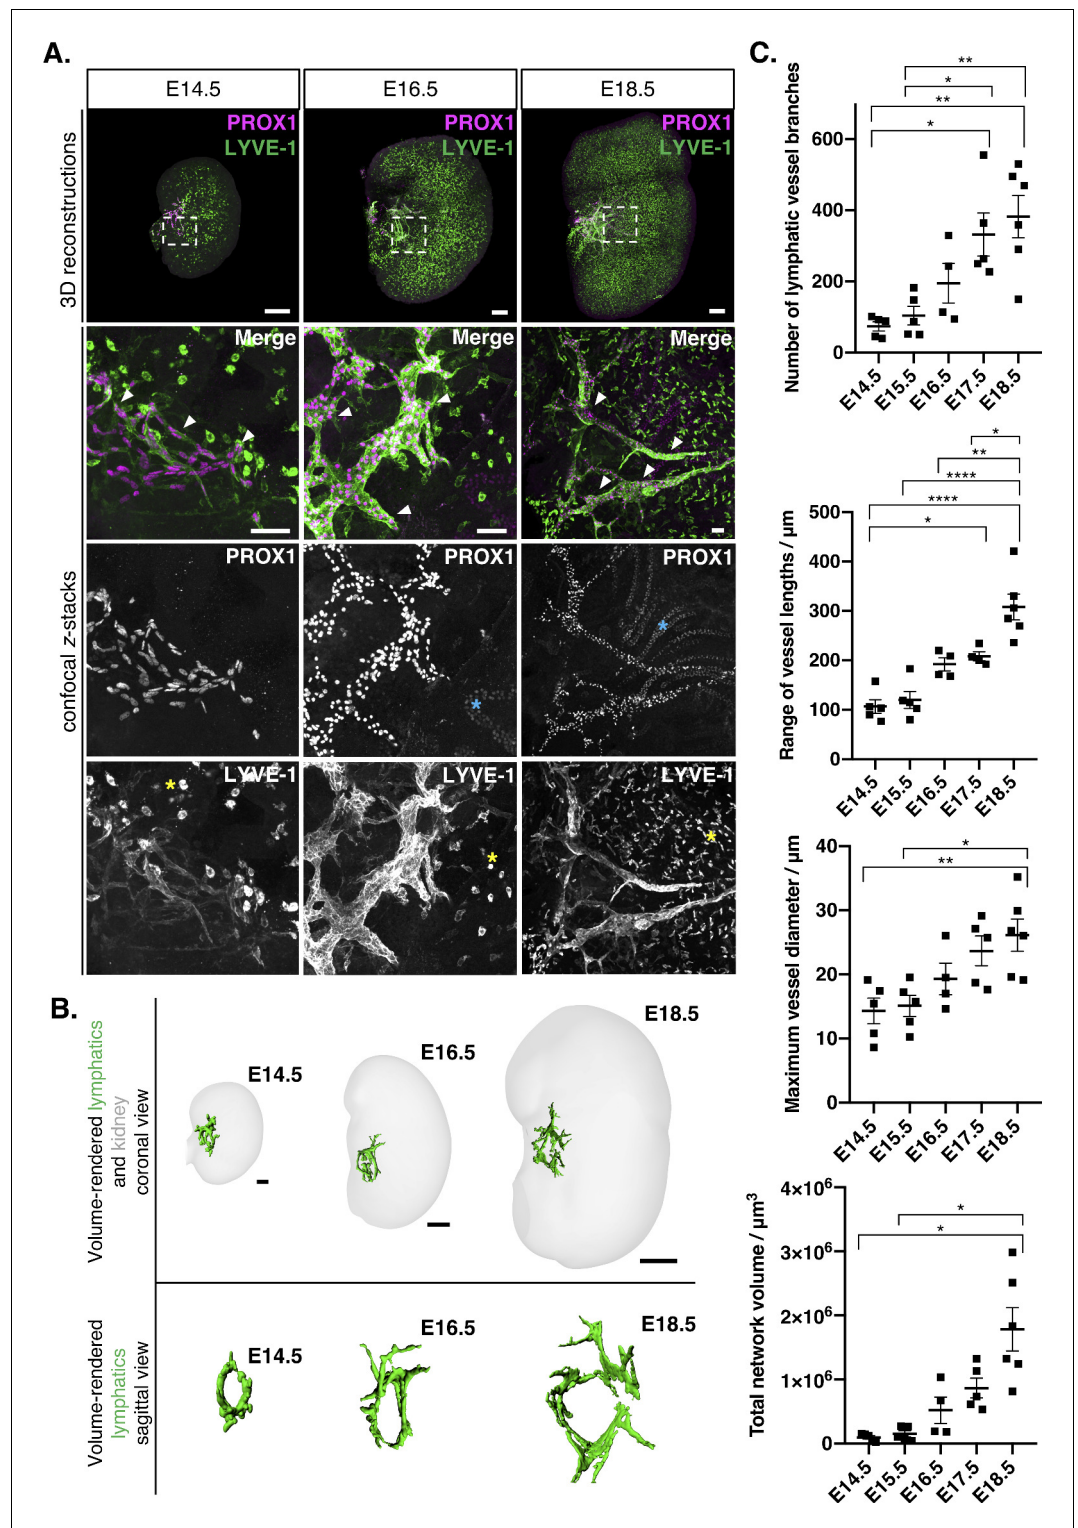 A.
E14.5 E16.5 E18.5
3D reconstructions
PROX1
LYVE-1
PROX1
LYVE-1
PROX1
LYVE-1
Merge Merge Merge
confocal z-stacks
PROX1 PROX1 PROX1
*
*
LYVE-1 LYVE-1 LYVE-1
*
*
*
B.
Volume-rendered lymphatics
and kidney
coronal view
E14.5
E16.5
E18.5
Volume-rendered
lymphatics
sagittal view
E14.5
E16.5
E18.5
C.
Number of lymphatic vessel branches
**
*
**
*
600
400
200
0
E14.5 E15.5 E16.5 E17.5 E18.5
Range of vessel lengths / µm
*
**
****
****
*
500
400
300
200
100
0
E14.5 E15.5 E16.5 E17.5 E18.5
Maximum vessel diameter / µm
*
**
40
30
20
10
0
E14.5 E15.5 E16.5 E17.5 E18.5
Total network volume / µm³
*
*
4×10⁶
3×10⁶
2×10⁶
1×10⁶
0
E14.5 E15.5 E16.5 E17.5 E18.5